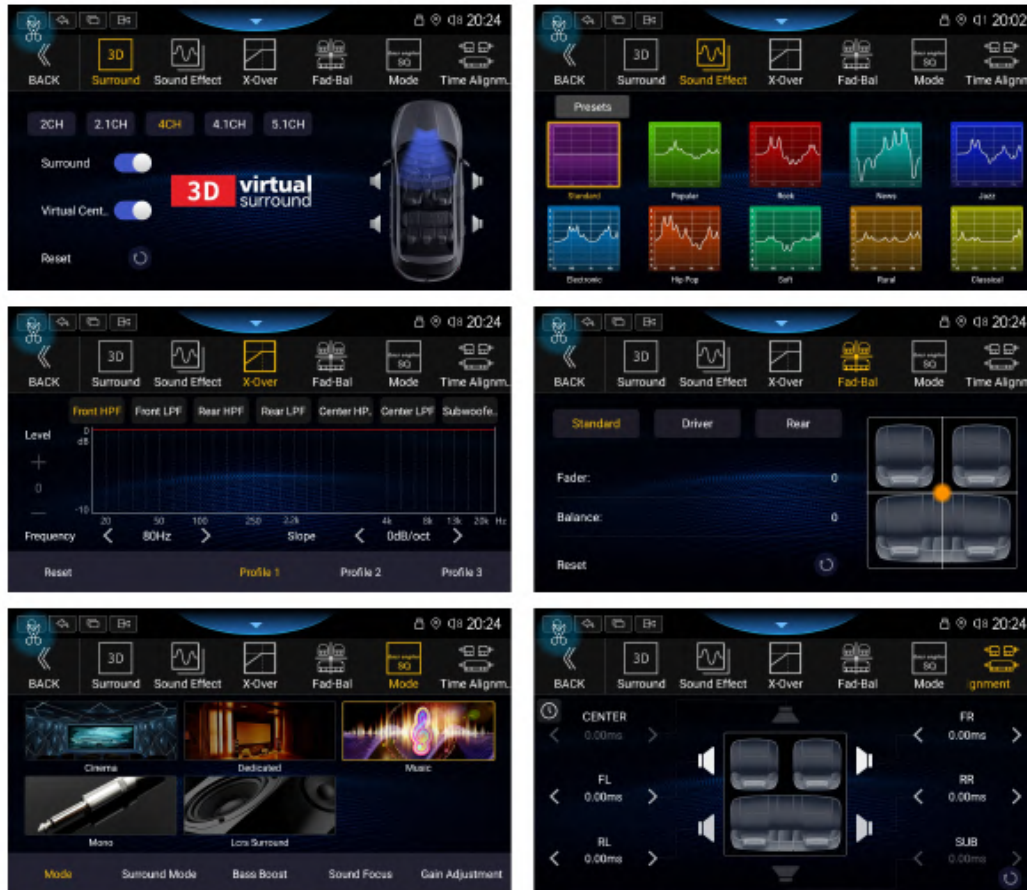 20:24
BACK Surround Sound Effect X-Over Fad-Bal Mode Time Alignm..
3D SQ
2CH 2.1CH 4CH 4.1CH 5.1CH
Surround
3D virtual surround
Virtual Cent..
Reset
20:02
3D SQ
BACK Surround Sound Effect X-Over Fad-Bal Mode Time Alignm
Presets
Standard Popular Rock News Jazz
Electronic Hip Pop Soft Rural Classical
20:24
3D SQ
BACK Surround Sound Effect X-Over Fad-Bal Mode Time Alignm..
Front HPF Front LPF Rear HPF Rear LPF Center HP.. Center LPF Subwoofe..
Level 0 dB
0
-10
20 50 100 250 2.2k 4k 8k 13k 20k Hz
Frequency 80Hz Slope 0dB/oct
Reset Profile 1 Profile 2 Profile 3
20:24
3D SQ
BACK Surround Sound Effect X-Over Fad-Bal Mode Time Alignm
Standard Driver Rear
Fader: 0
Balance: 0
Reset
20:24
3D SQ
BACK Surround Sound Effect X-Over Fad-Bal Mode Time Alignm..
Cinema Dedicated Music
Mono Lcrs Surround
Mode Surround Mode Bass Boost Sound Focus Gain Adjustment
20:24
3D SQ
BACK Surround Sound Effect X-Over Fad-Bal Mode ignment
CENTER FR
0.00ms 0.00ms
FL RR
0.00ms 0.00ms
RL SUB
0.00ms 0.00ms